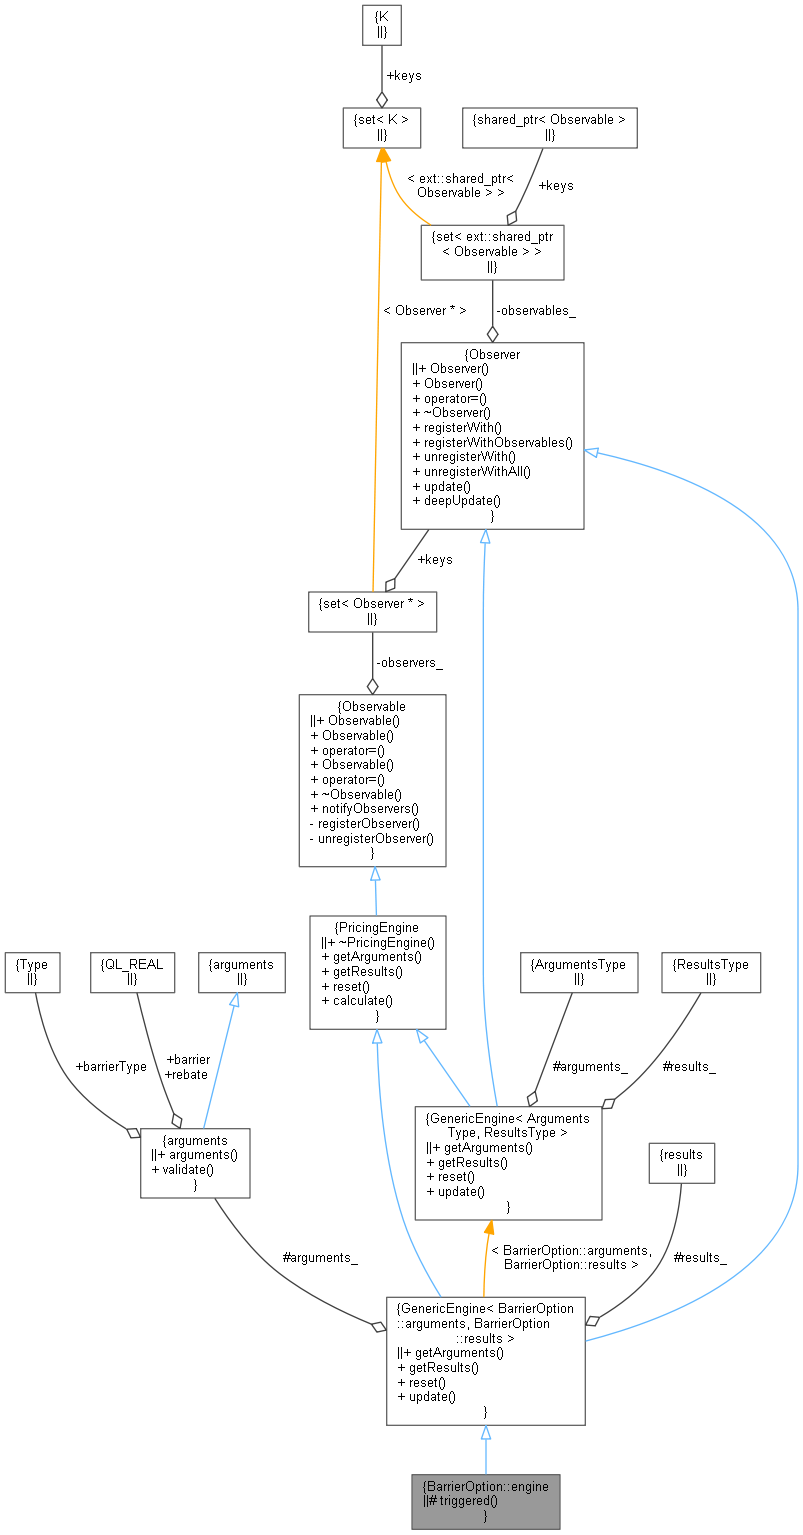 {K
||}
+keys
{set< K >
||}
{shared_ptr< Observable >
||}
< ext::shared_ptr<
Observable > >
+keys
{set< ext::shared_ptr
< Observable > >
||}
< Observer * >
-observables_
{Observer
||+ Observer()
+ Observer()
+ operator=()
+ ~Observer()
+ registerWith()
+ registerWithObservables()
+ unregisterWith()
+ unregisterWithAll()
+ update()
+ deepUpdate()
}
+keys
{set< Observer * >
||}
-observers_
{Observable
||+ Observable()
+ Observable()
+ operator=()
+ Observable()
+ operator=()
+ ~Observable()
+ notifyObservers()
- registerObserver()
- unregisterObserver()
}
{PricingEngine
||+ ~PricingEngine()
+ getArguments()
+ getResults()
+ reset()
+ calculate()
}
{Type
||}
{QL_REAL
||}
{arguments
||}
{ArgumentsType
||}
{ResultsType
||}
+barrierType
+barrier
+rebate
#arguments_
#results_
{arguments
||+ arguments()
+ validate()
}
{GenericEngine< Arguments
Type, ResultsType >
||+ getArguments()
+ getResults()
+ reset()
+ update()
}
{results
||}
#arguments_
< BarrierOption::arguments,
BarrierOption::results >
#results_
{GenericEngine< BarrierOption
::arguments, BarrierOption
::results >
||+ getArguments()
+ getResults()
+ reset()
+ update()
}
{BarrierOption::engine
||# triggered()
}